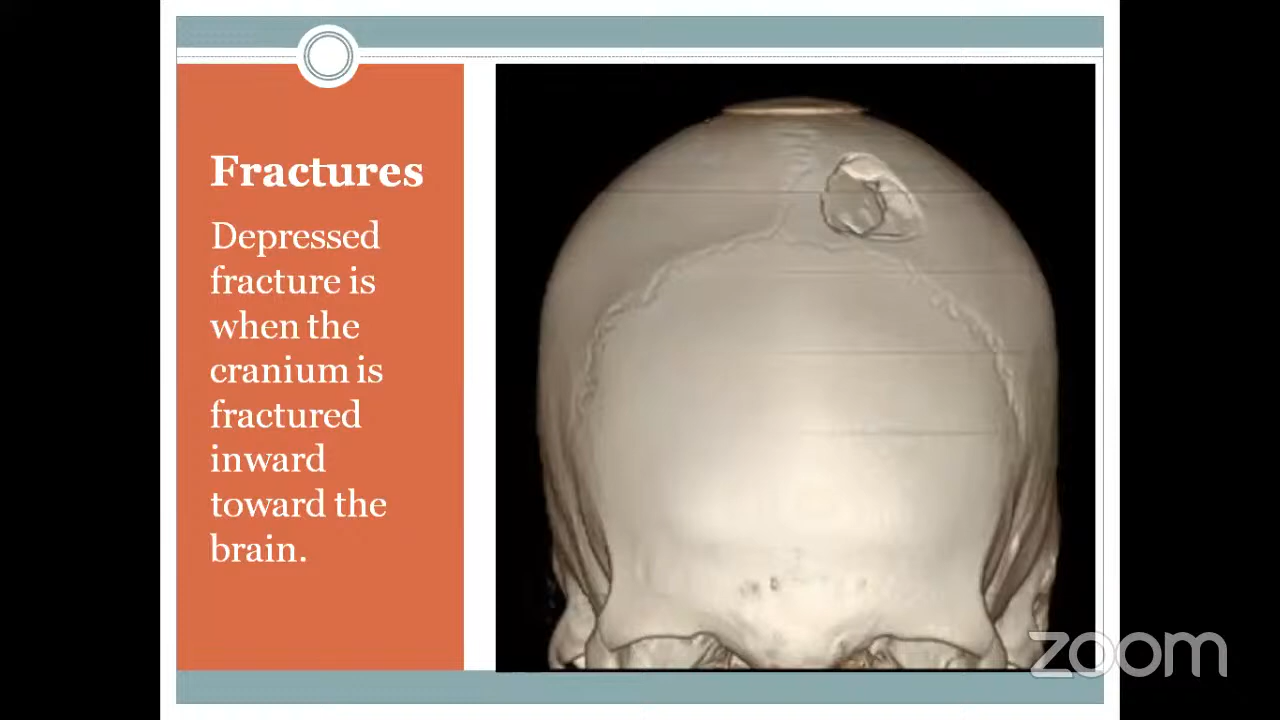 Fractures
Depressed
fracture is
when the
cranium is
fractured
inward
toward the
brain.
zoom